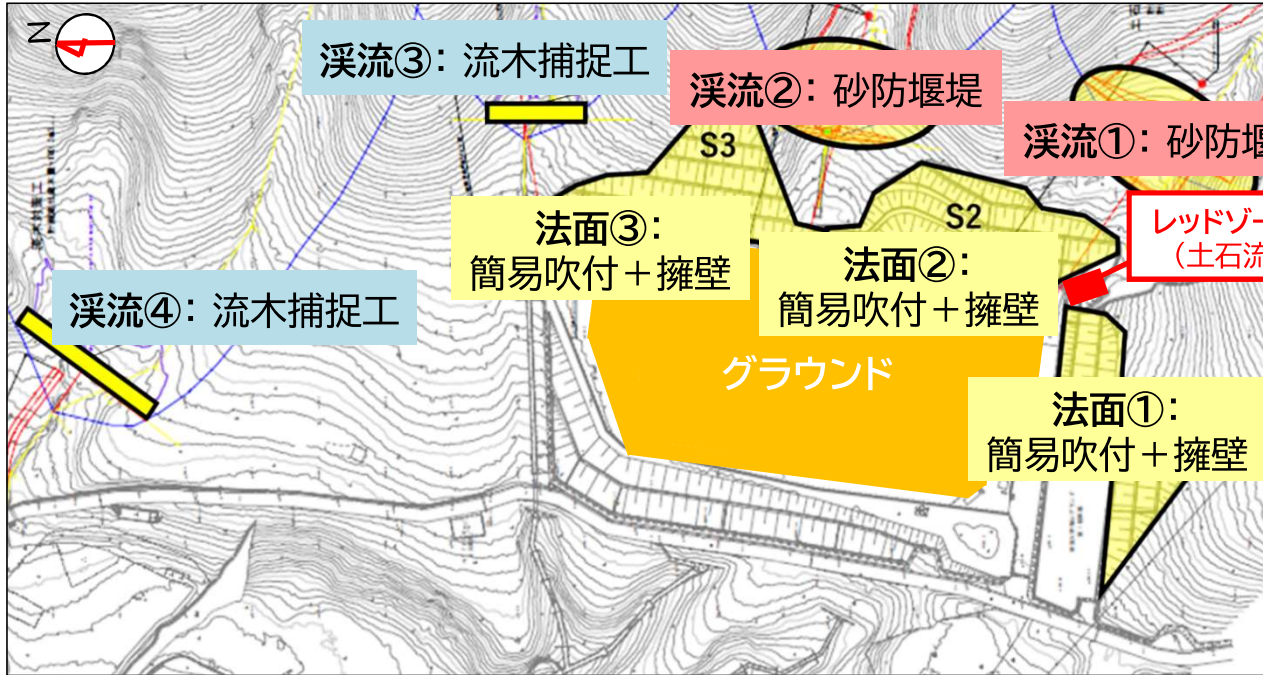 N
渓流③：流木捕捉工
渓流②：砂防堰堤
渓流①：砂防堰
S3
S2
レッドゾー
（土石流
法面③：
簡易吹付＋擁壁
法面②：
簡易吹付＋擁壁
渓流④：流木捕捉工
グラウンド
法面①：
簡易吹付＋擁壁